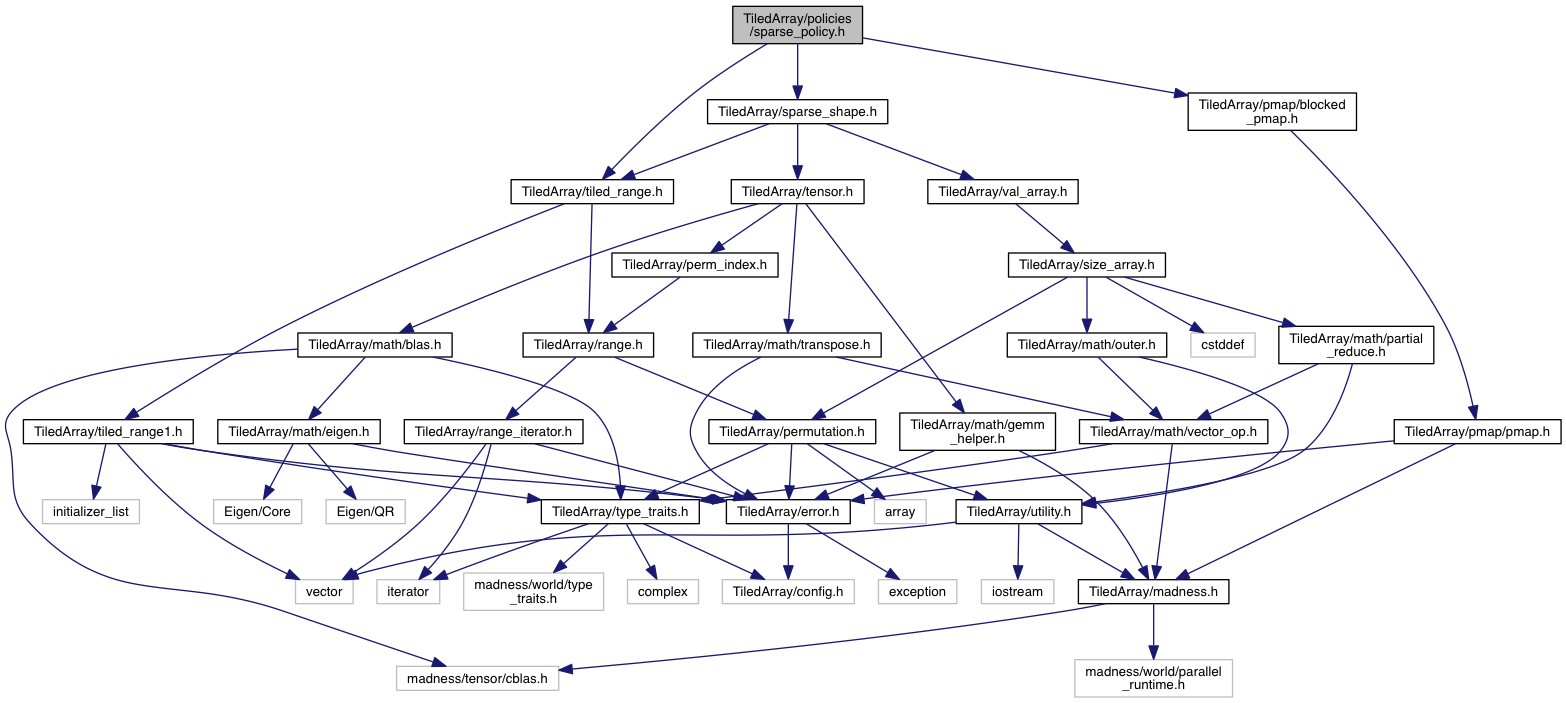 TiledArray/policies
/sparse_policy.h
TiledArray/pmap/blocked
_pmap.h
TiledArray/sparse_shape.h
TiledArray/tiled_range.h
TiledArray/tensor.h
TiledArray/val_array.h
TiledArray/perm_index.h
TiledArray/size_array.h
TiledArray/math/blas.h
TiledArray/range.h
TiledArray/math/transpose.h
TiledArray/math/outer.h
cstddef
TiledArray/math/partial
_reduce.h
TiledArray/tiled_range1.h
TiledArray/math/eigen.h
TiledArray/range_iterator.h
TiledArray/permutation.h
TiledArray/math/gemm
_helper.h
TiledArray/math/vector_op.h
TiledArray/pmap/pmap.h
initializer_list
Eigen/Core
Eigen/QR
TiledArray/type_traits.h
TiledArray/error.h
array
TiledArray/utility.h
vector
iterator
madness/world/type
_traits.h
complex
TiledArray/config.h
exception
iostream
TiledArray/madness.h
madness/tensor/cblas.h
madness/world/parallel
_runtime.h